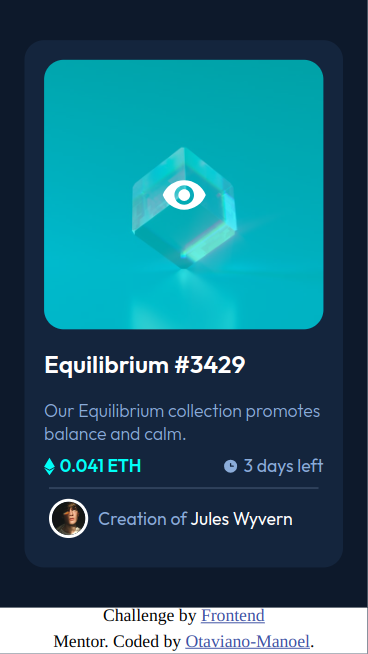 Equilibrium #3429
Our Equilibrium collection promotes
balance and calm.
0.041 ETH 3 days left
Creation of Jules Wyvern
Challenge by Frontend
Mentor. Coded by Otaviano-Manoel.